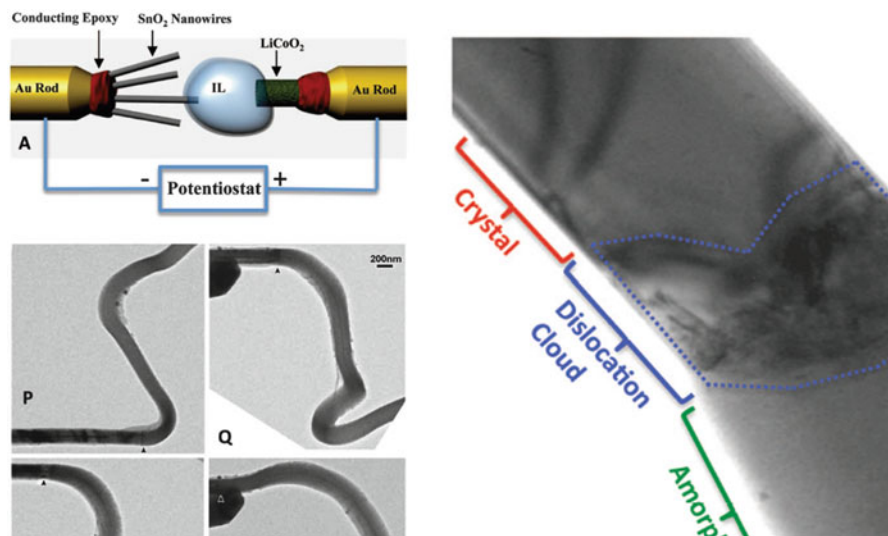 Conducting Epoxy
SnO₂ Nanowires
LiCoO₂
Au Rod
IL
Au Rod
A
-
Potentiostat
+
200nm
P
Q
Crystal
Dislocation
Cloud